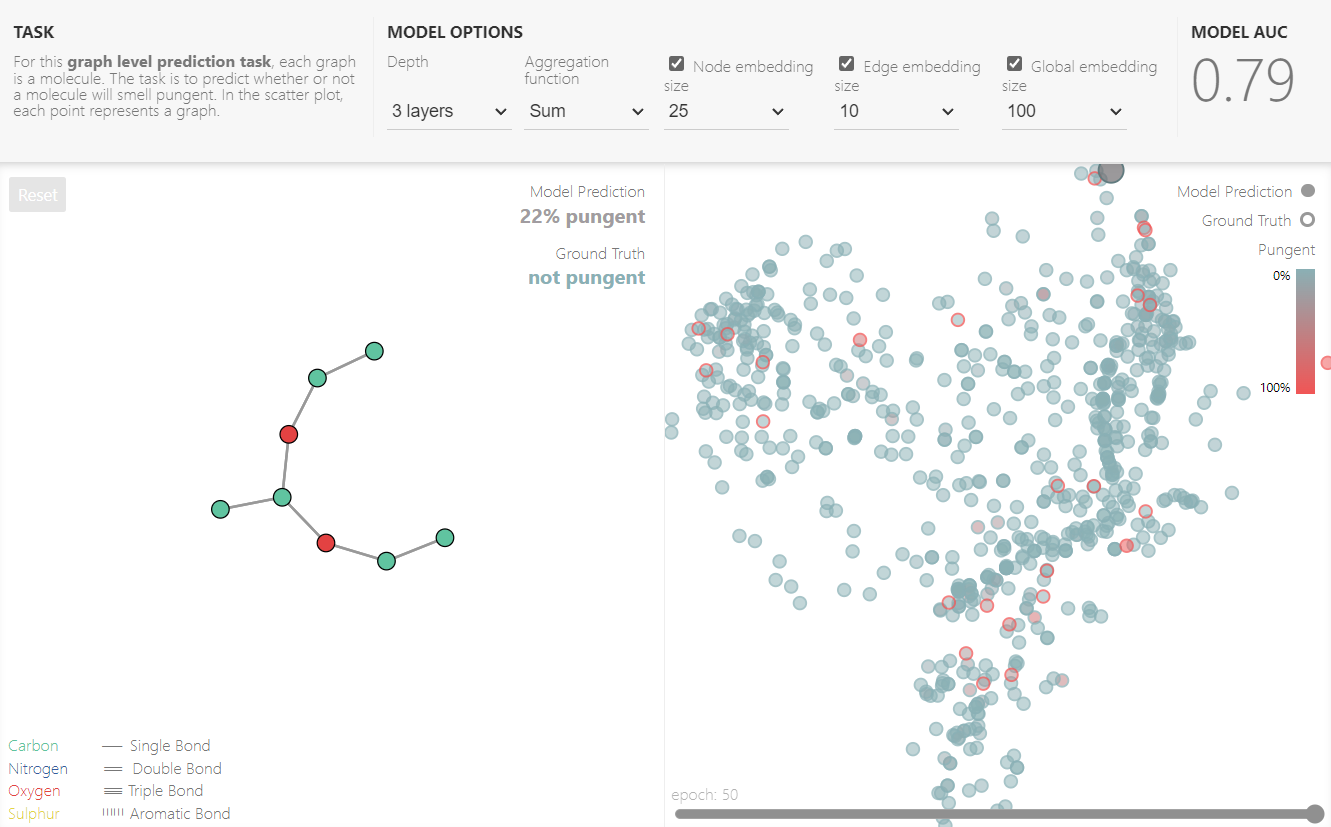 TASK
For this graph level prediction task, each graph
is a molecule. The task is to predict whether or not
a molecule will smell pungent. In the scatter plot,
each point represents a graph.
MODEL OPTIONS
Depth
3 layers
Aggregation
function
Sum
Node embedding
size
25
Edge embedding
size
10
Global embedding
size
100
MODEL AUC
0.79
Reset
Model Prediction
22% pungent
Ground Truth
not pungent
Carbon
Nitrogen
Oxygen
Sulphur
Single Bond
Double Bond
Triple Bond
Aromatic Bond
Model Prediction
Ground Truth
Pungent
0%
100%
epoch: 50